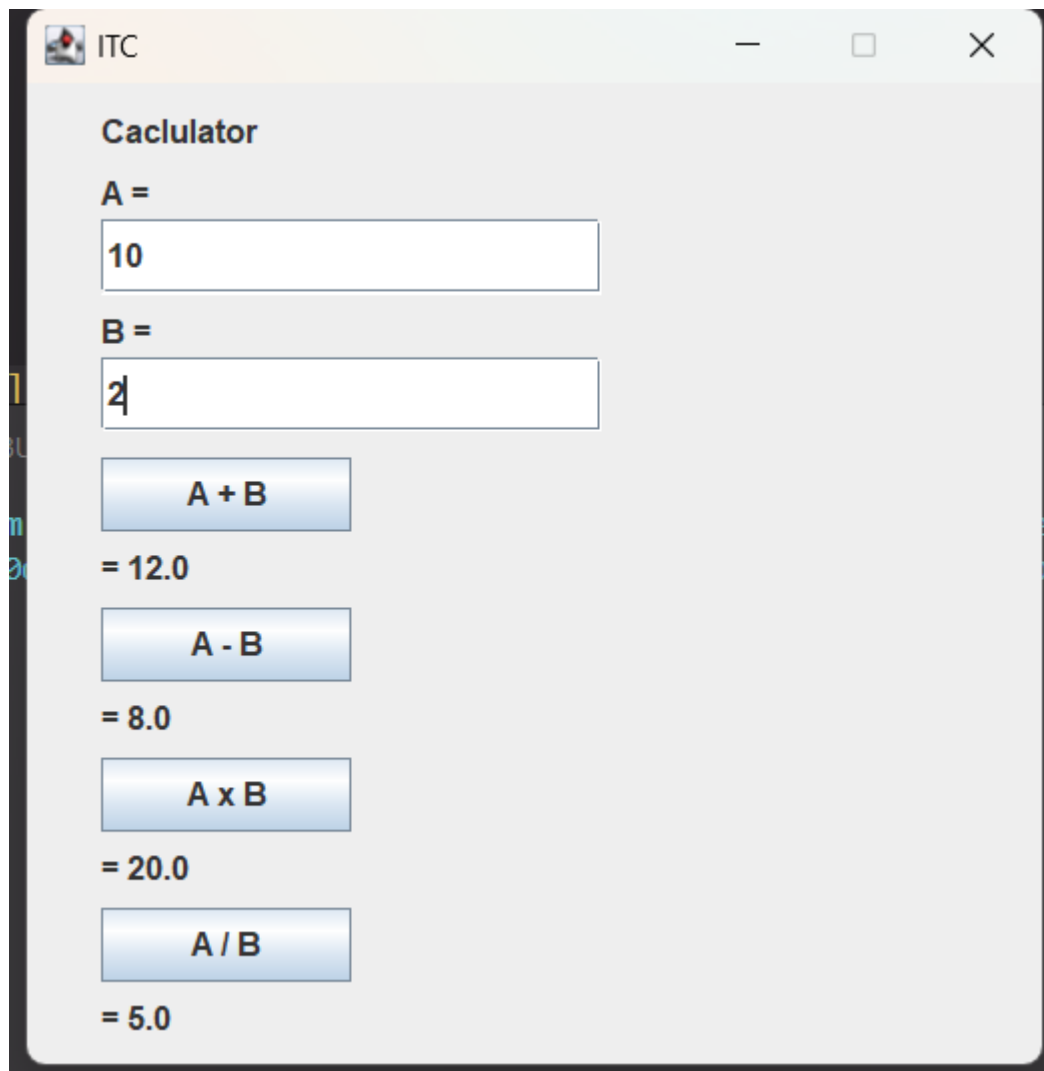 ITC
Caclulator
A =
10
B =
2
A + B
= 12.0
A - B
= 8.0
A x B
= 20.0
A / B
= 5.0